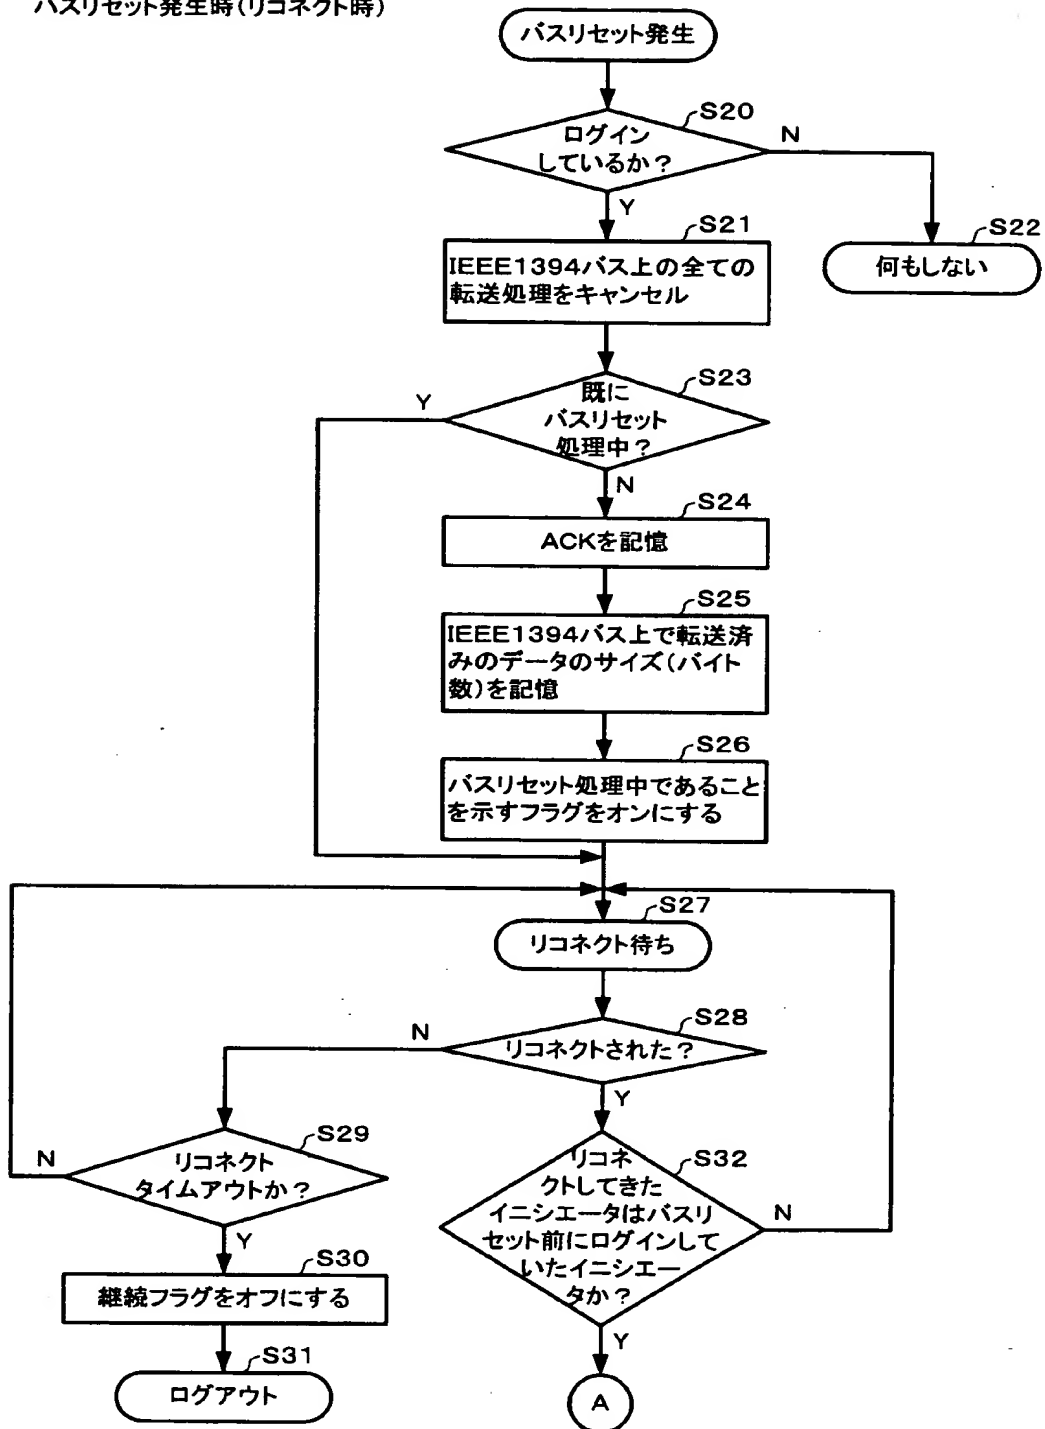 バスリセット発生時(リコネクト時)
バスリセット発生
S20
ログイン
しているか?
N
Y
S21
S22
IEEE1394バス上の全ての
転送処理をキャンセル
何もしない
S23
Y
既に
バスリセット
処理中?
N
S24
ACKを記憶
S25
IEEE1394バス上で転送済
みのデータのサイズ(バイト
数)を記憶
S26
バスリセット処理中であること
を示すフラグをオンにする
S27
リコネクト待ち
S28
N
リコネクトされた?
Y
S29
N
リコネクト
タイムアウトか?
Y
S30
継続フラグをオフにする
S31
ログアウト
S32
リコネ
クトしてきた
イニシエータはバスリ
セット前にログインして
いたイニシエー
タか?
N
Y
A